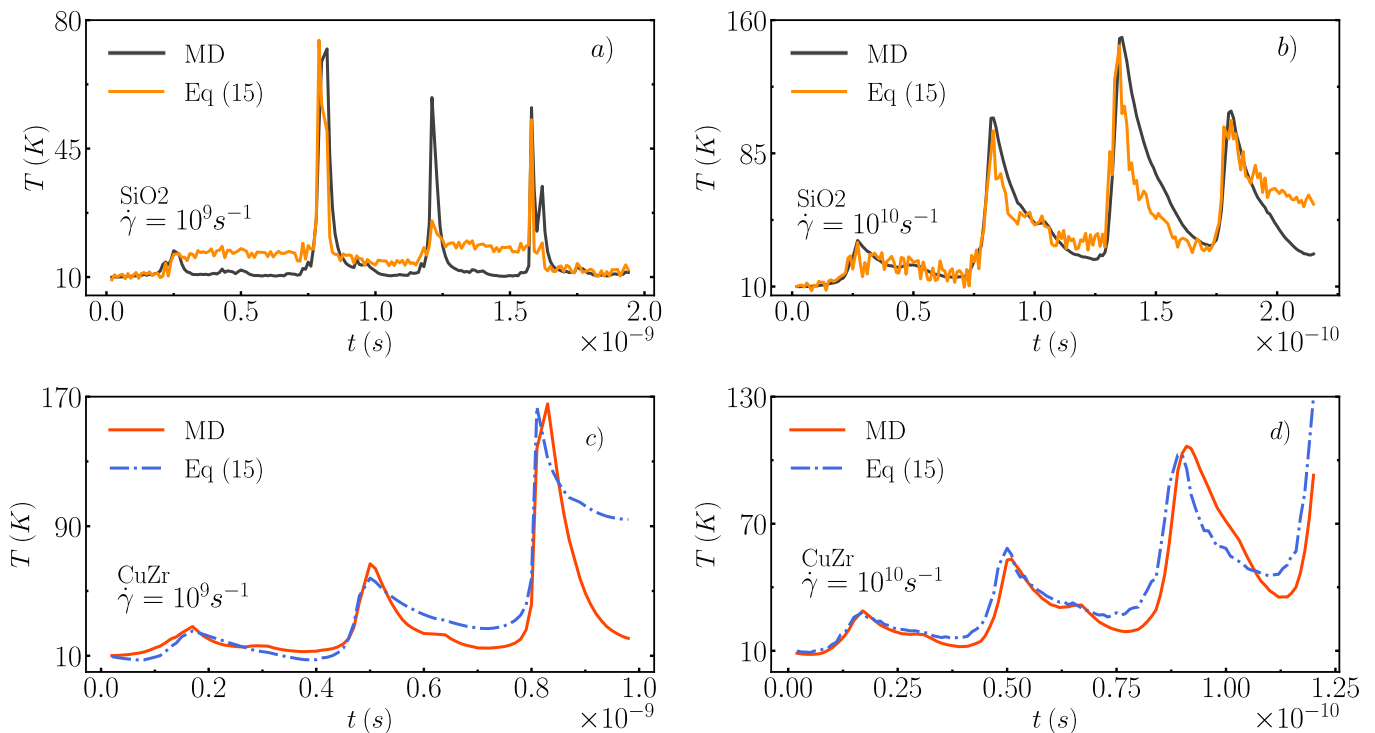 80
MD
a)
Eq (15)
45
T (K)
SiO2
γ̇ = 10⁹s⁻¹
10
0.0 0.5 1.0 1.5 2.0
t (s)
×10⁻⁹
160
MD
b)
Eq (15)
85
T (K)
SiO2
γ̇ = 10¹⁰s⁻¹
10
0.0 0.5 1.0 1.5 2.0
t (s)
×10⁻¹⁰
170
MD
c)
Eq (15)
90
T (K)
CuZr
γ̇ = 10⁹s⁻¹
10
0.0 0.2 0.4 0.6 0.8 1.0
t (s)
×10⁻⁹
130
MD
d)
Eq (15)
70
T (K)
CuZr
γ̇ = 10¹⁰s⁻¹
10
0.00 0.25 0.50 0.75 1.00 1.25
t (s)
×10⁻¹⁰